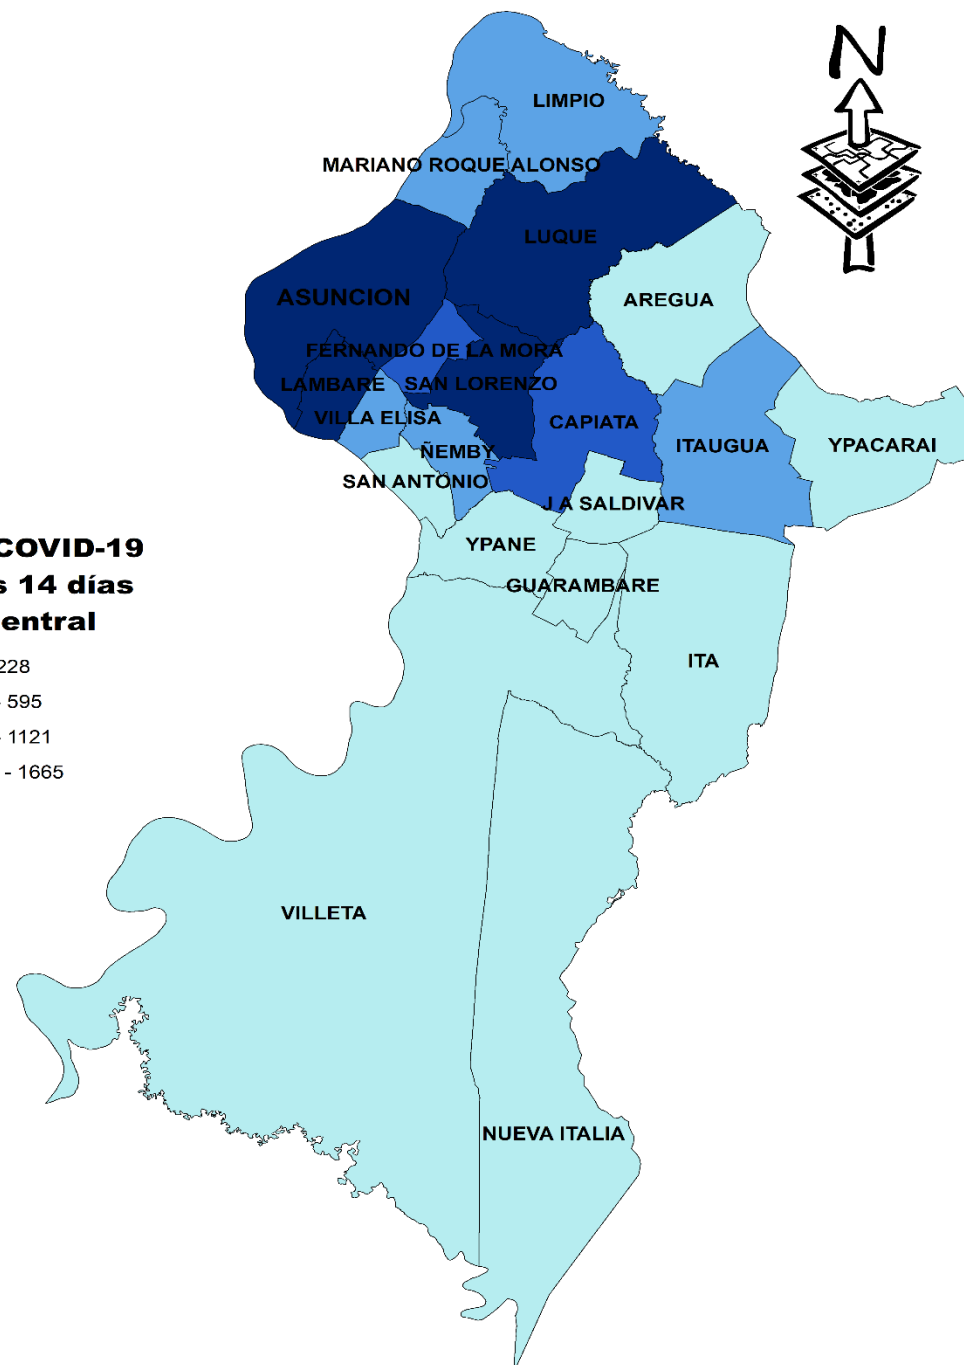 N
LIMPIO
MARIANO ROQUE ALONSO
LUQUE
ASUNCION
AREGUA
FERNANDO DE LA MORA
LAMBARE
SAN LORENZO
VILLA ELISA
CAPIATA
ITAUGUA
YPACARAI
ÑEMBY
SAN ANTONIO
J A SALDIVAR
YPANE
GUARAMBARE
ITA
VILLETA
NUEVA ITALIA
COVID-19
s 14 días
entral
228
- 595
- 1121
- 1665